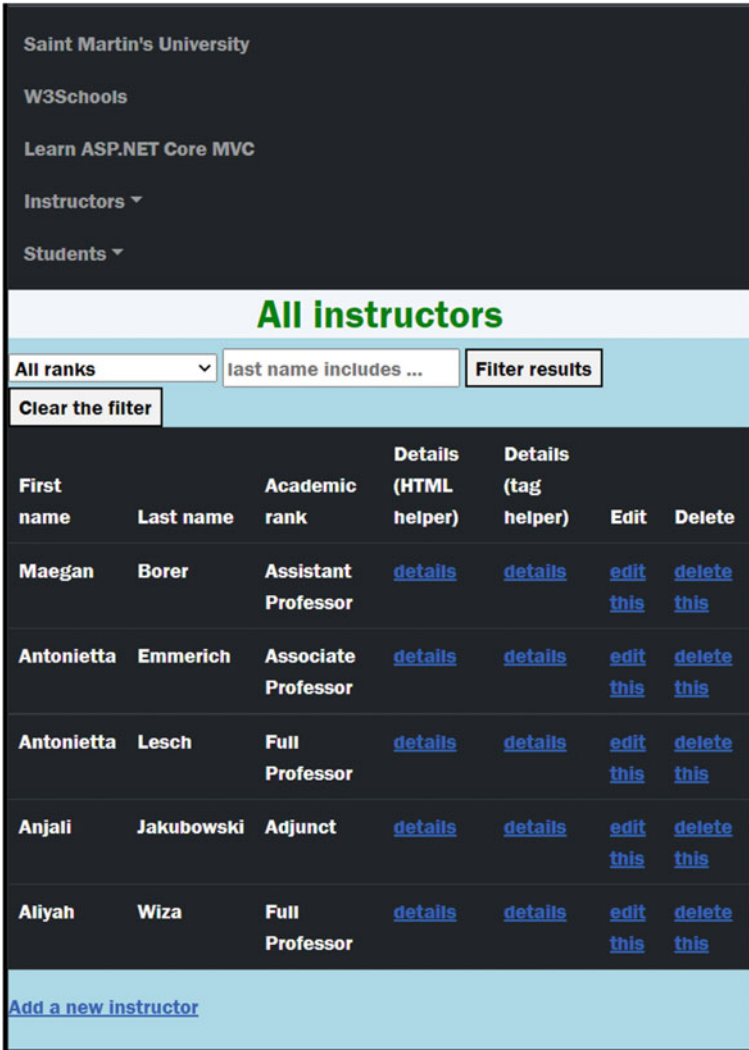 Saint Martin's University
W3Schools
Learn ASP.NET Core MVC
Instructors
Students
All instructors
All ranks last name includes ... Filter results
Clear the filter
Details Details
First Academic (HTML (tag
name Last name rank helper) helper) Edit Delete
Maegan Borer Assistant details details edit delete
Professor this this
Antonietta Emmerich Associate details details edit delete
Professor this this
Antonietta Lesch Full details details edit delete
Professor this this
Anjali Jakubowski Adjunct details details edit delete
this this
Aliyah Wiza Full details details edit delete
Professor this this
Add a new instructor